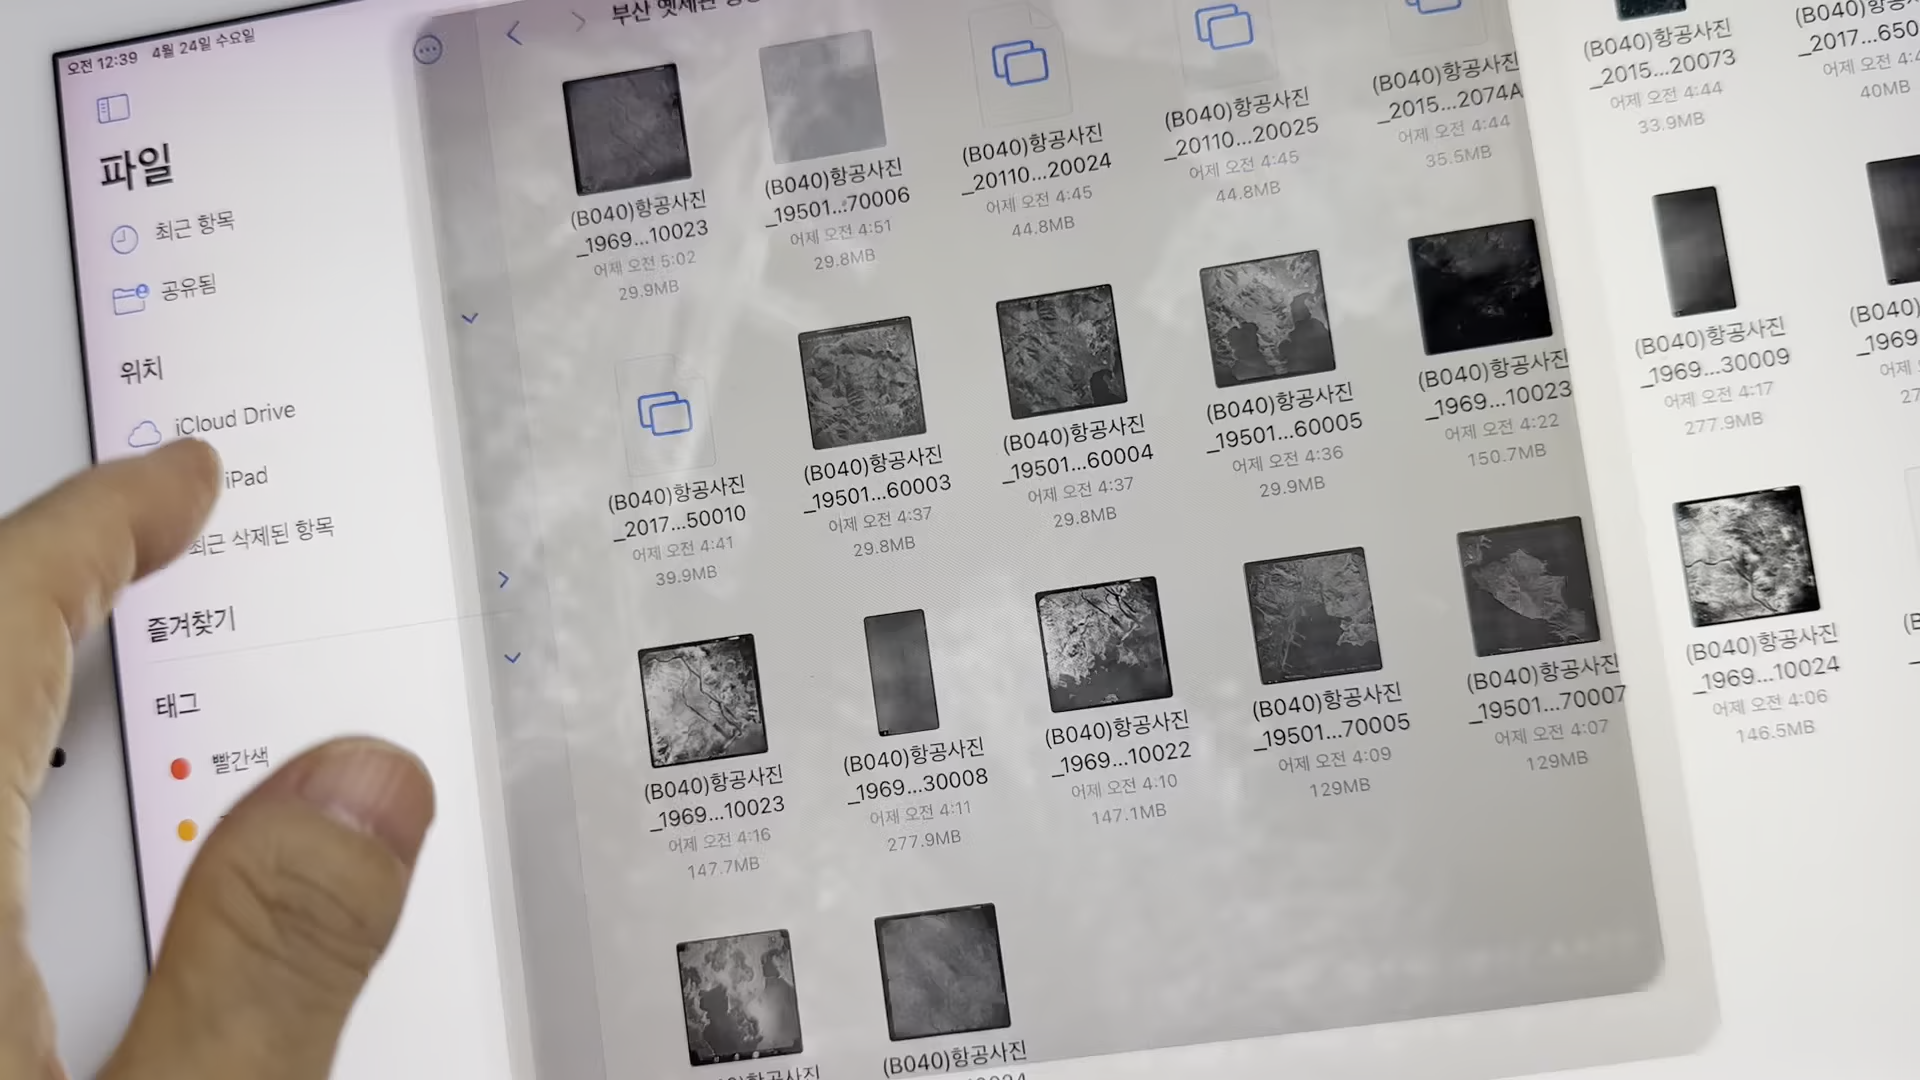 오전 12:39 4월 24일 수요일
파일
최근 항목
공유됨
위치
iCloud Drive
iPad
최근 삭제된 항목
즐겨찾기
태그
빨간색
부산 옛세관
(B040)항공사진
_1969...10023
어제 오전 5:02
29.9MB
(B040)항공사진
_19501...70006
어제 오전 4:51
29.8MB
(B040)항공사진
_20110...20024
어제 오전 4:45
44.8MB
(B040)항공사진
_20110...20025
어제 오전 4:45
44.8MB
(B040)항공사진
_2015...2074A
어제 오전 4:44
35.5MB
(B040)항공사진
_2015...20073
어제 오전 4:44
33.9MB
(B040)항공
_2017...650
어제 오전 4:4
40MB
(B040)항공사진
_2017...50010
어제 오전 4:41
39.9MB
(B040)항공사진
_19501...60003
어제 오전 4:37
29.8MB
(B040)항공사진
_19501...60004
어제 오전 4:37
29.8MB
(B040)항공사진
_19501...60005
어제 오전 4:36
29.9MB
(B040)항공사진
_1969...10023
어제 오전 4:22
150.7MB
(B040)항공사진
_1969...30009
어제 오전 4:17
277.9MB
(B040)
_1969
어제 오
27
(B040)항공사진
_1969...10023
어제 오전 4:16
147.7MB
(B040)항공사진
_1969...30008
어제 오전 4:11
277.9MB
(B040)항공사진
_1969...10022
어제 오전 4:10
147.1MB
(B040)항공사진
_19501...70005
어제 오전 4:09
129MB
(B040)항공사진
_19501...70007
어제 오전 4:07
129MB
(B040)항공사진
_1969...10024
어제 오전 4:06
146.5MB
항공사진
(B040)항공사진